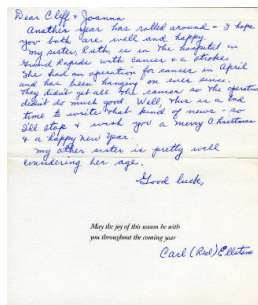 Dear Cliff & Joanna
Another year has rolled around - I hope
you both are well and happy.
My sister, Ruth, is in the hospital in
Grand Rapids with cancer & a stroke.
She had an operation for cancer in April
and has been hanging on ever since.
They didn't get all the cancer so the operation
didn't do much good. Well, this is a bad
time to write that kind of news - so
I'll stop & wish you a Merry Christmas
& a happy new Year.
My other sister is pretty well
considering her age.
Good luck,
May the joy of this season be with
you throughout the coming year
Carl (Red)